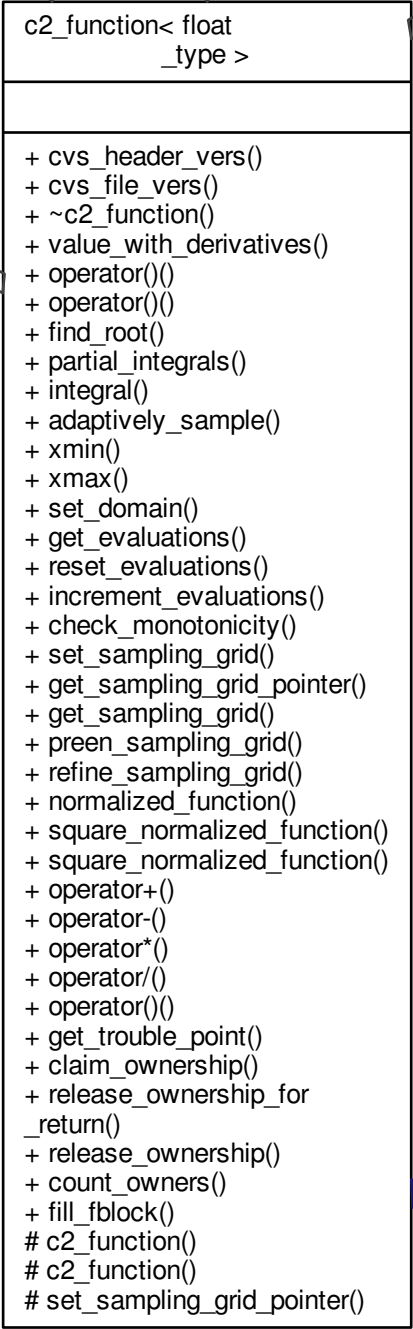 c2_function< float
_type >
+ cvs_header_vers()
+ cvs_file_vers()
+ ~c2_function()
+ value_with_derivatives()
+ operator()()
+ operator()()
+ find_root()
+ partial_integrals()
+ integral()
+ adaptively_sample()
+ xmin()
+ xmax()
+ set_domain()
+ get_evaluations()
+ reset_evaluations()
+ increment_evaluations()
+ check_monotonicity()
+ set_sampling_grid()
+ get_sampling_grid_pointer()
+ get_sampling_grid()
+ preen_sampling_grid()
+ refine_sampling_grid()
+ normalized_function()
+ square_normalized_function()
+ square_normalized_function()
+ operator+()
+ operator-()
+ operator*()
+ operator/()
+ operator()()
+ get_trouble_point()
+ claim_ownership()
+ release_ownership_for
_return()
+ release_ownership()
+ count_owners()
+ fill_fblock()
# c2_function()
# c2_function()
# set_sampling_grid_pointer()